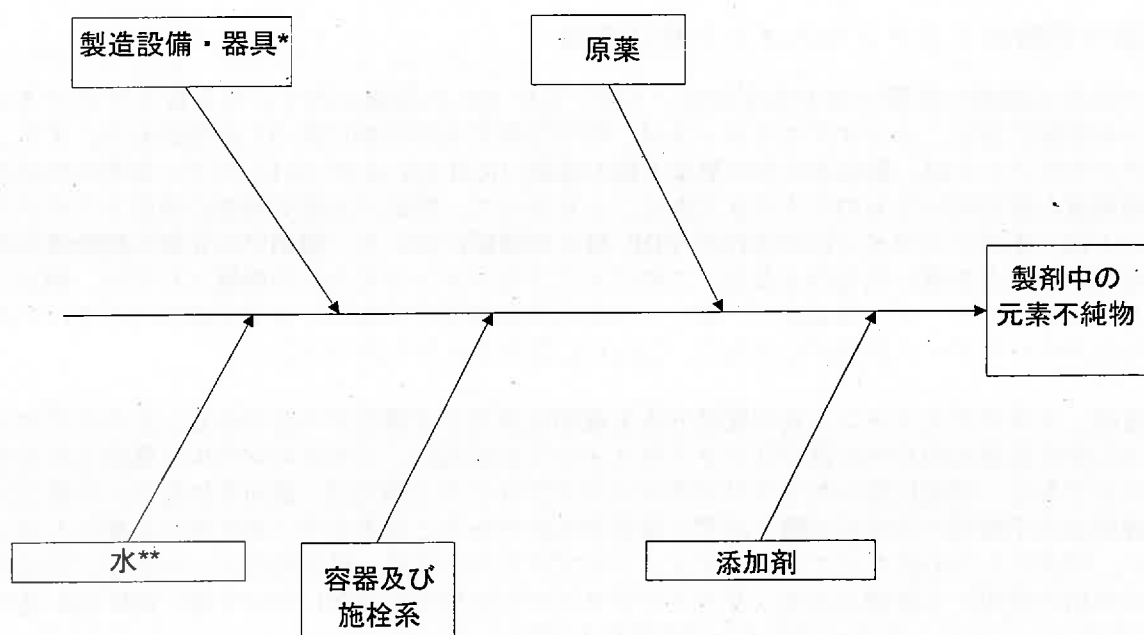 製造設備・器具*
原薬
製剤中の
元素不純物
水**
容器及び
施栓系
添加剤